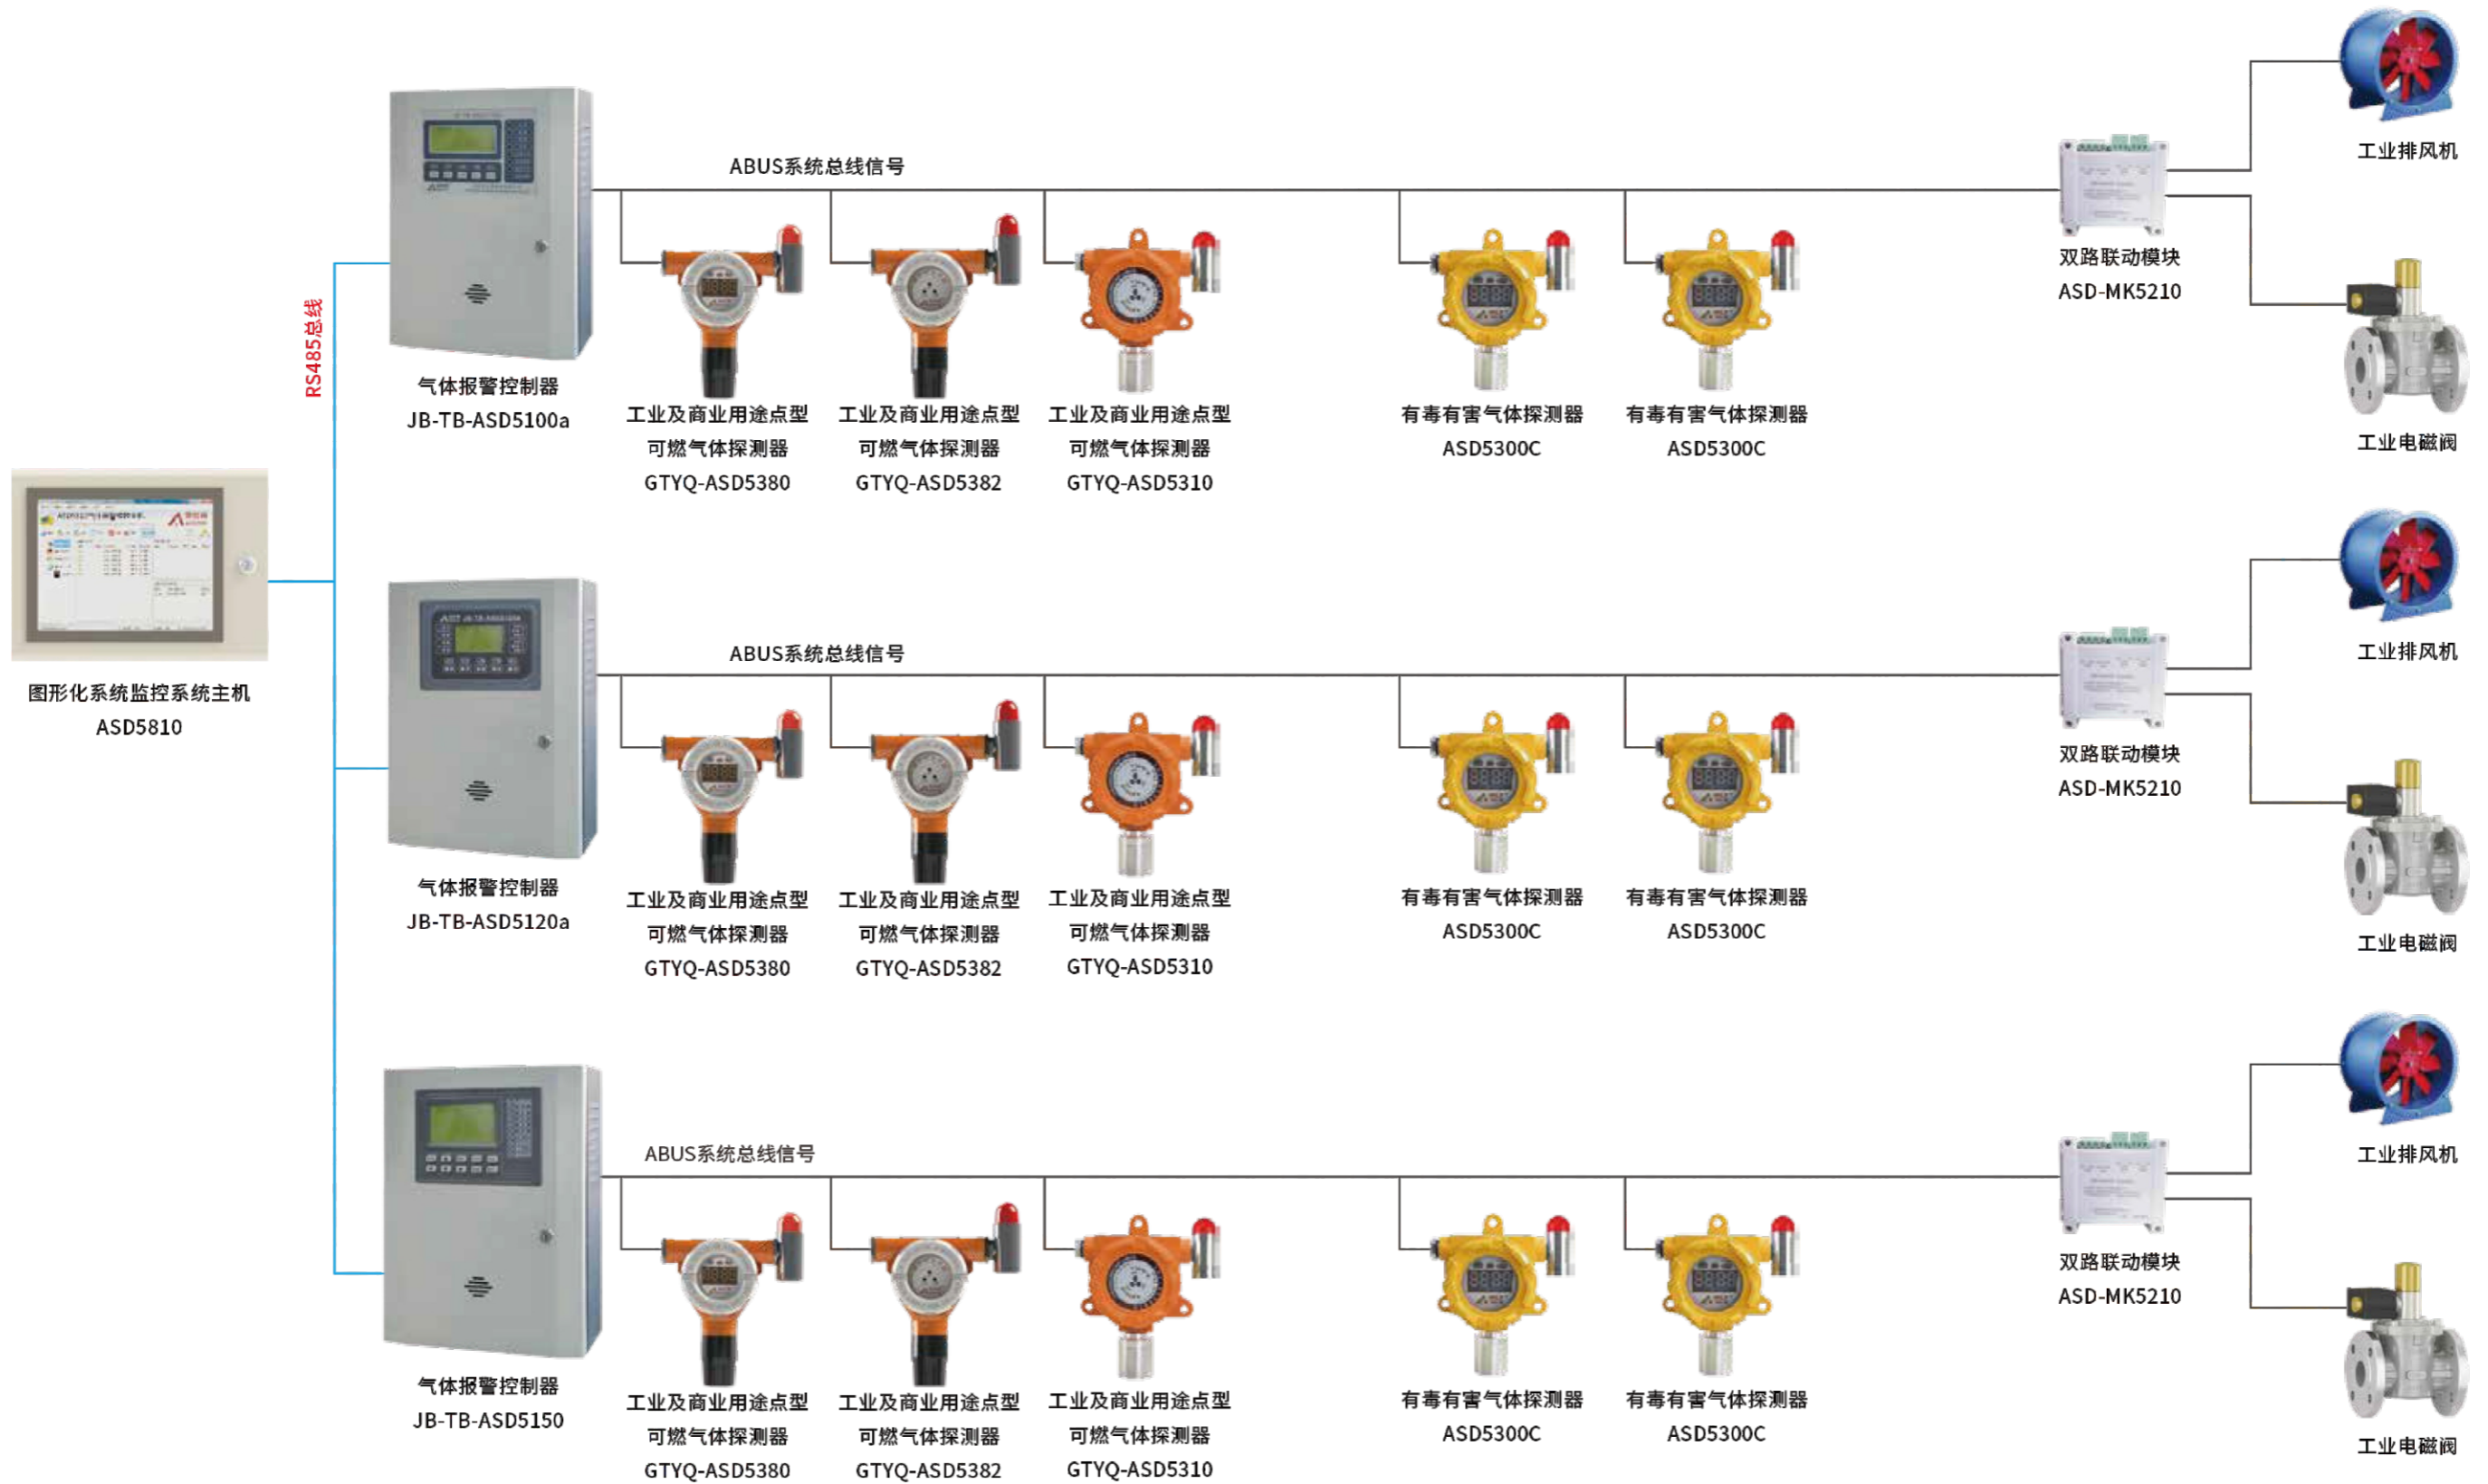 工业排风机
ABUS系统总线信号
双路联动模块
ASD-MK5210
RS485总线
气体报警控制器
JB-TB-ASD5100a
工业及商业用途点型
可燃气体探测器
GTYQ-ASD5380
工业及商业用途点型
可燃气体探测器
GTYQ-ASD5382
工业及商业用途点型
可燃气体探测器
GTYQ-ASD5310
有毒有害气体探测器
ASD5300C
有毒有害气体探测器
ASD5300C
工业电磁阀
图形化系统监控系统主机
ASD5810
工业排风机
ABUS系统总线信号
双路联动模块
ASD-MK5210
气体报警控制器
JB-TB-ASD5120a
工业及商业用途点型
可燃气体探测器
GTYQ-ASD5380
工业及商业用途点型
可燃气体探测器
GTYQ-ASD5382
工业及商业用途点型
可燃气体探测器
GTYQ-ASD5310
有毒有害气体探测器
ASD5300C
有毒有害气体探测器
ASD5300C
工业电磁阀
工业排风机
ABUS系统总线信号
双路联动模块
ASD-MK5210
气体报警控制器
JB-TB-ASD5150
工业及商业用途点型
可燃气体探测器
GTYQ-ASD5380
工业及商业用途点型
可燃气体探测器
GTYQ-ASD5382
工业及商业用途点型
可燃气体探测器
GTYQ-ASD5310
有毒有害气体探测器
ASD5300C
有毒有害气体探测器
ASD5300C
工业电磁阀